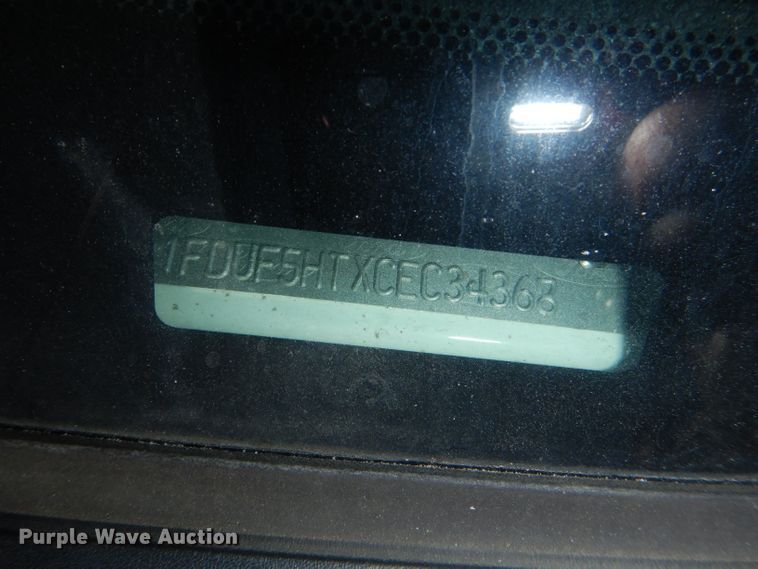 1FDUF5HTXCEC34368
Purple Wave Auction